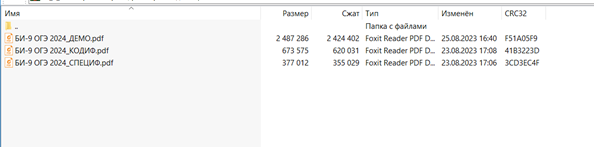 Имя Размер Сжат Тип Изменён CRC32
.. Папка с файлами
БИ-9 ОГЭ 2024_ДЕМО.pdf 2 487 286 2 424 402 Foxit Reader PDF D... 25.08.2023 16:40 F51A05F9
БИ-9 ОГЭ 2024_КОДИФ.pdf 673 575 620 031 Foxit Reader PDF D... 23.08.2023 17:08 41B3223D
БИ-9 ОГЭ 2024_СПЕЦИФ.pdf 377 012 355 029 Foxit Reader PDF D... 23.08.2023 17:06 3CD3EC4F